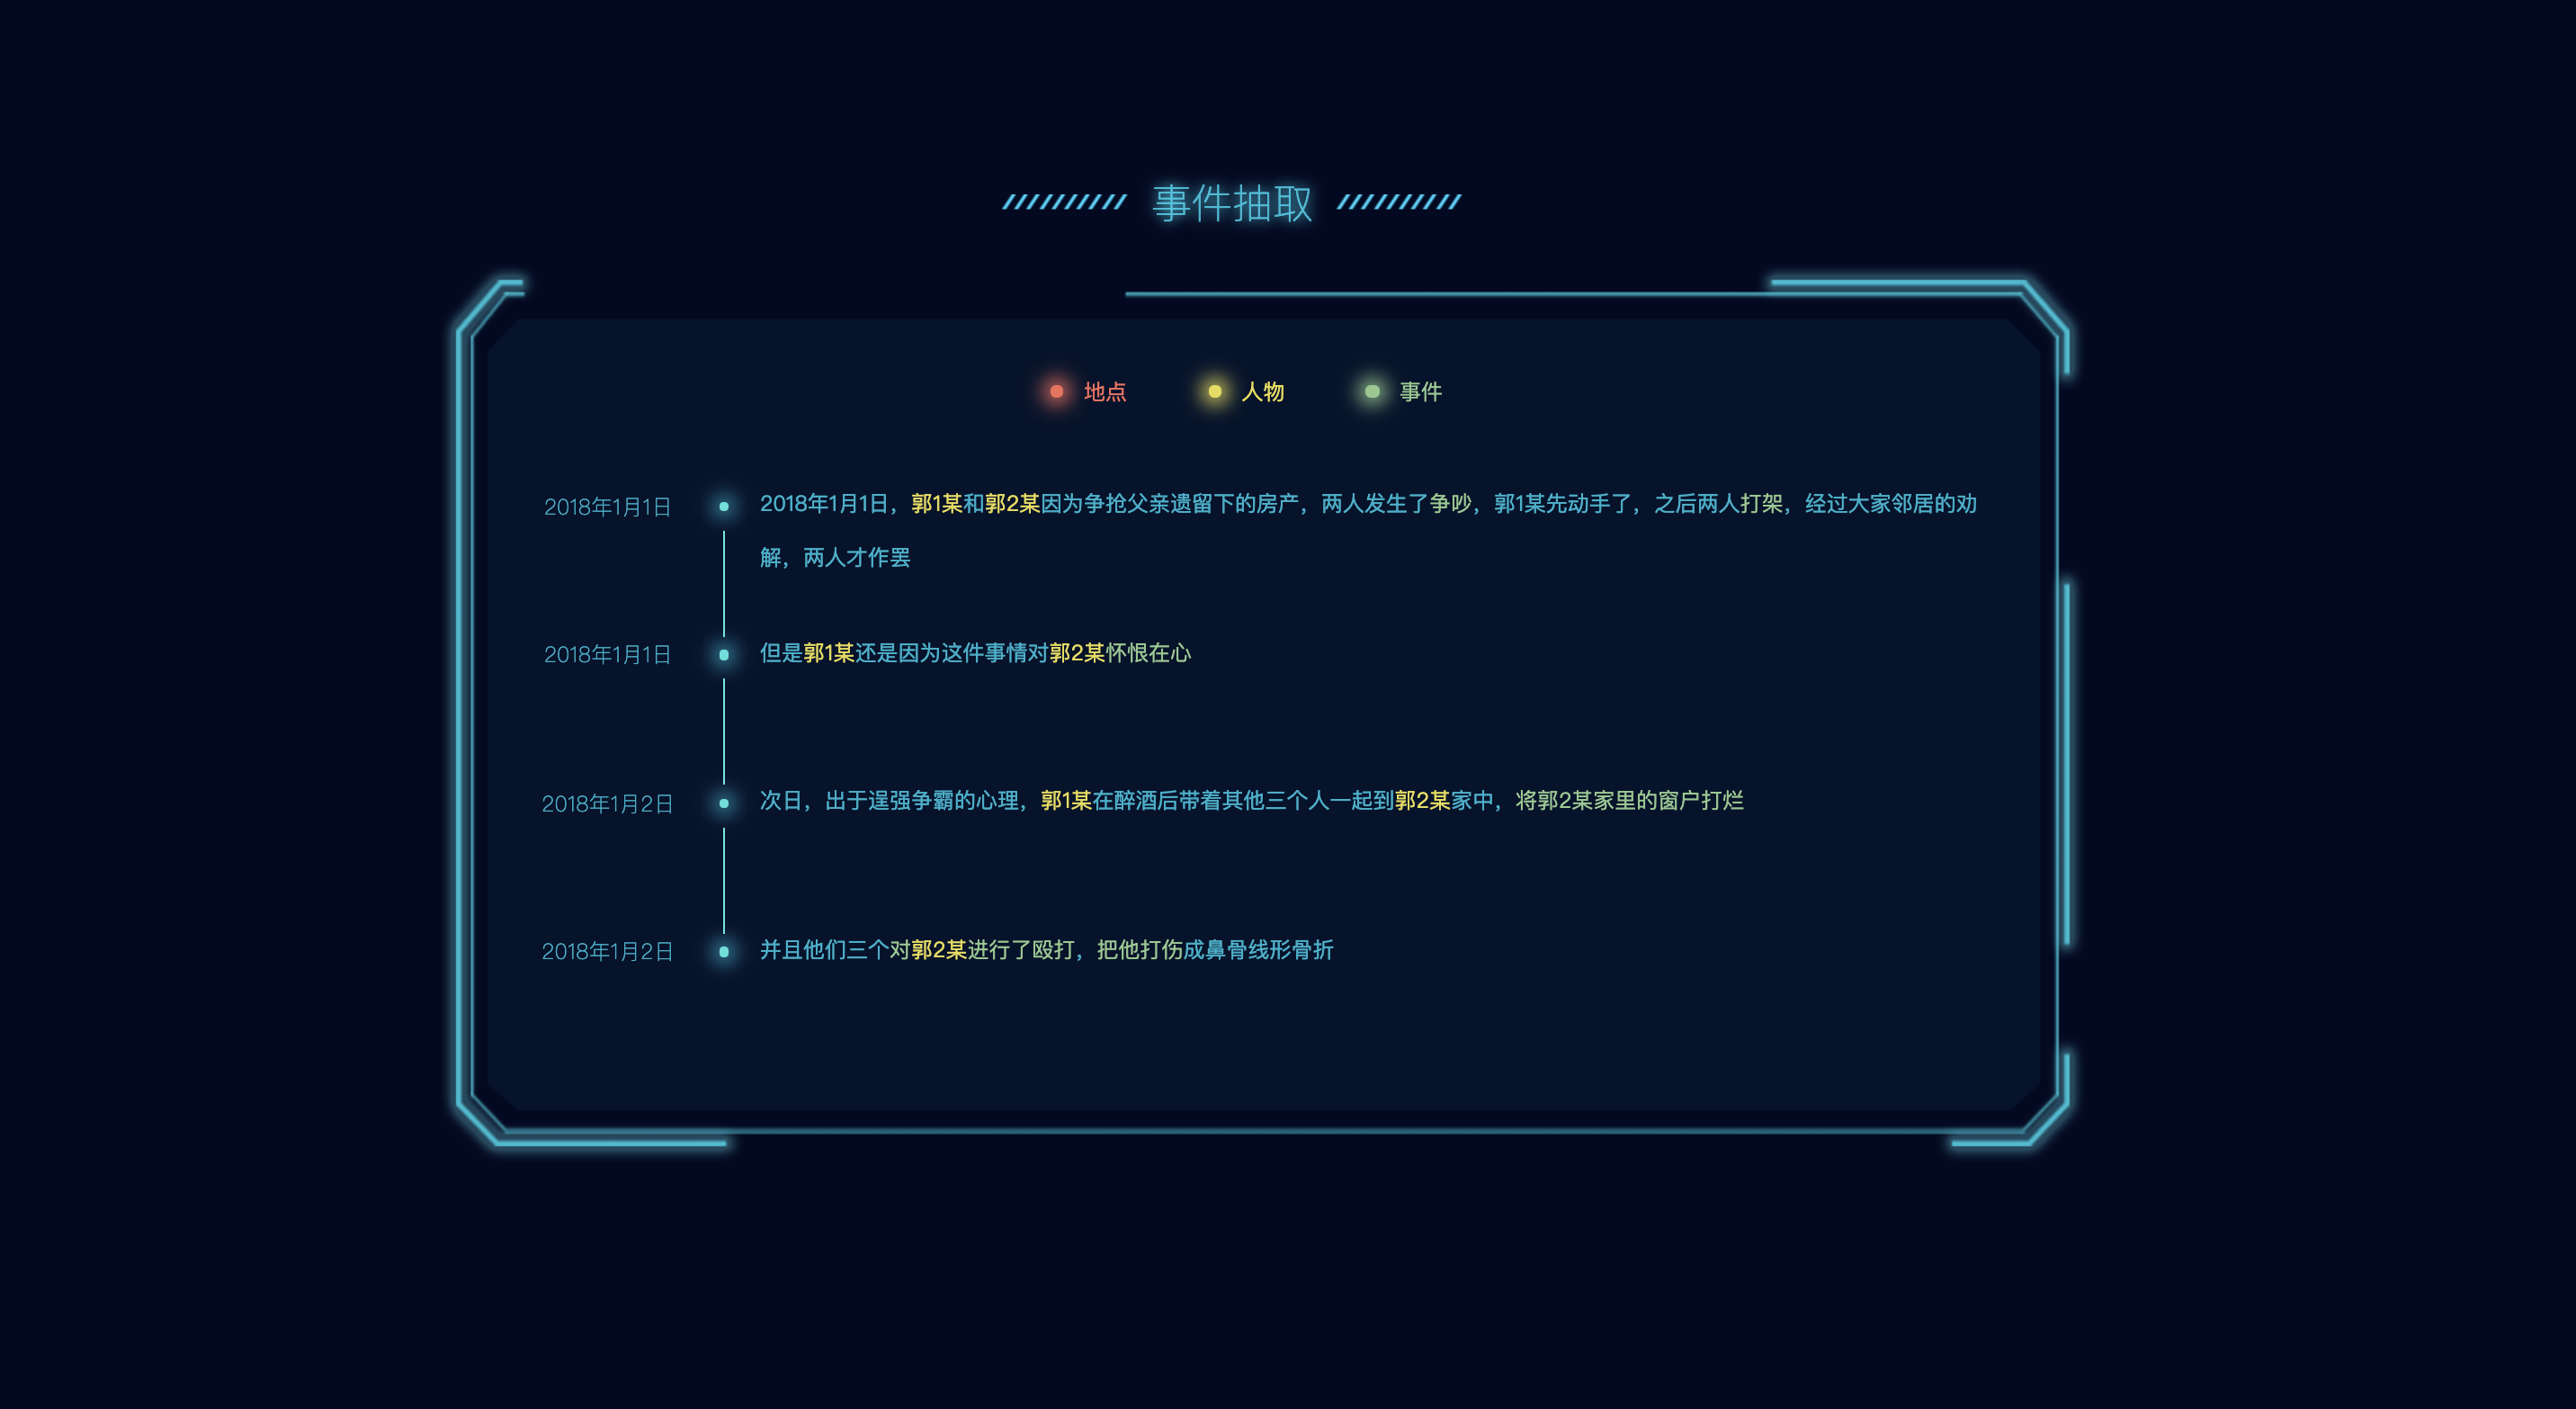 事件抽取
地点 人物 事件
2018年1月1日 2018年1月1日，郭1某和郭2某因为争抢父亲遗留下的房产，两人发生了争吵，郭1某先动手了，之后两人打架，经过大家邻居的劝
解，两人才作罢
2018年1月1日 但是郭1某还是因为这件事情对郭2某怀恨在心
2018年1月2日 次日，出于逞强争霸的心理，郭1某在醉酒后带着其他三个人一起到郭2某家中，将郭2某家里的窗户打烂
2018年1月2日 并且他们三个对郭2某进行了殴打，把他打伤成鼻骨线形骨折